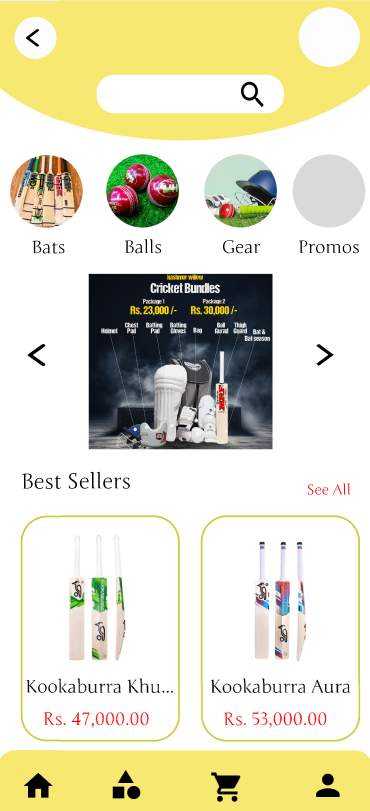 Bats
Balls
Gear
Promos
kashmir willow
Cricket Bundles
Package 1
Package 2
Rs. 23,000 /-
Rs. 30,000 /-
Helmet
Chest Pad
Batting Pad
Batting Gloves
Bag
Ball Gurad
Thigh Guard
Bat & Bat season
Best Sellers
See All
Kookaburra Khu...
Kookaburra Aura
Rs. 47,000.00
Rs. 53,000.00